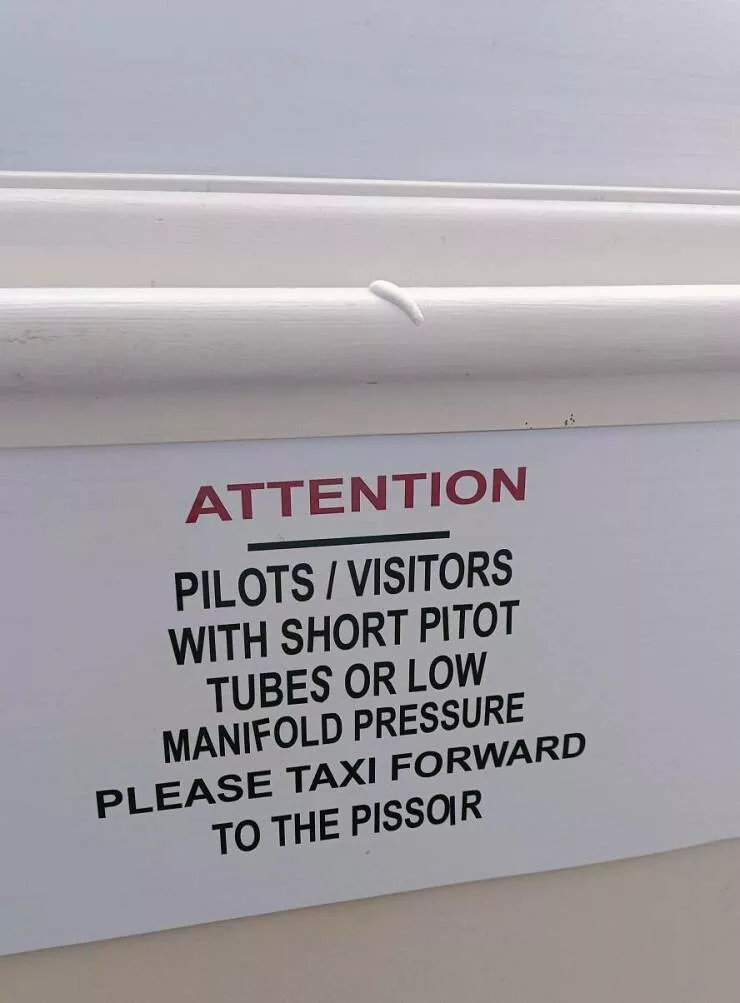 ATTENTION
PILOTS / VISITORS
WITH SHORT PITOT
TUBES OR LOW
MANIFOLD PRESSURE
PLEASE TAXI FORWARD
TO THE PISSOIR